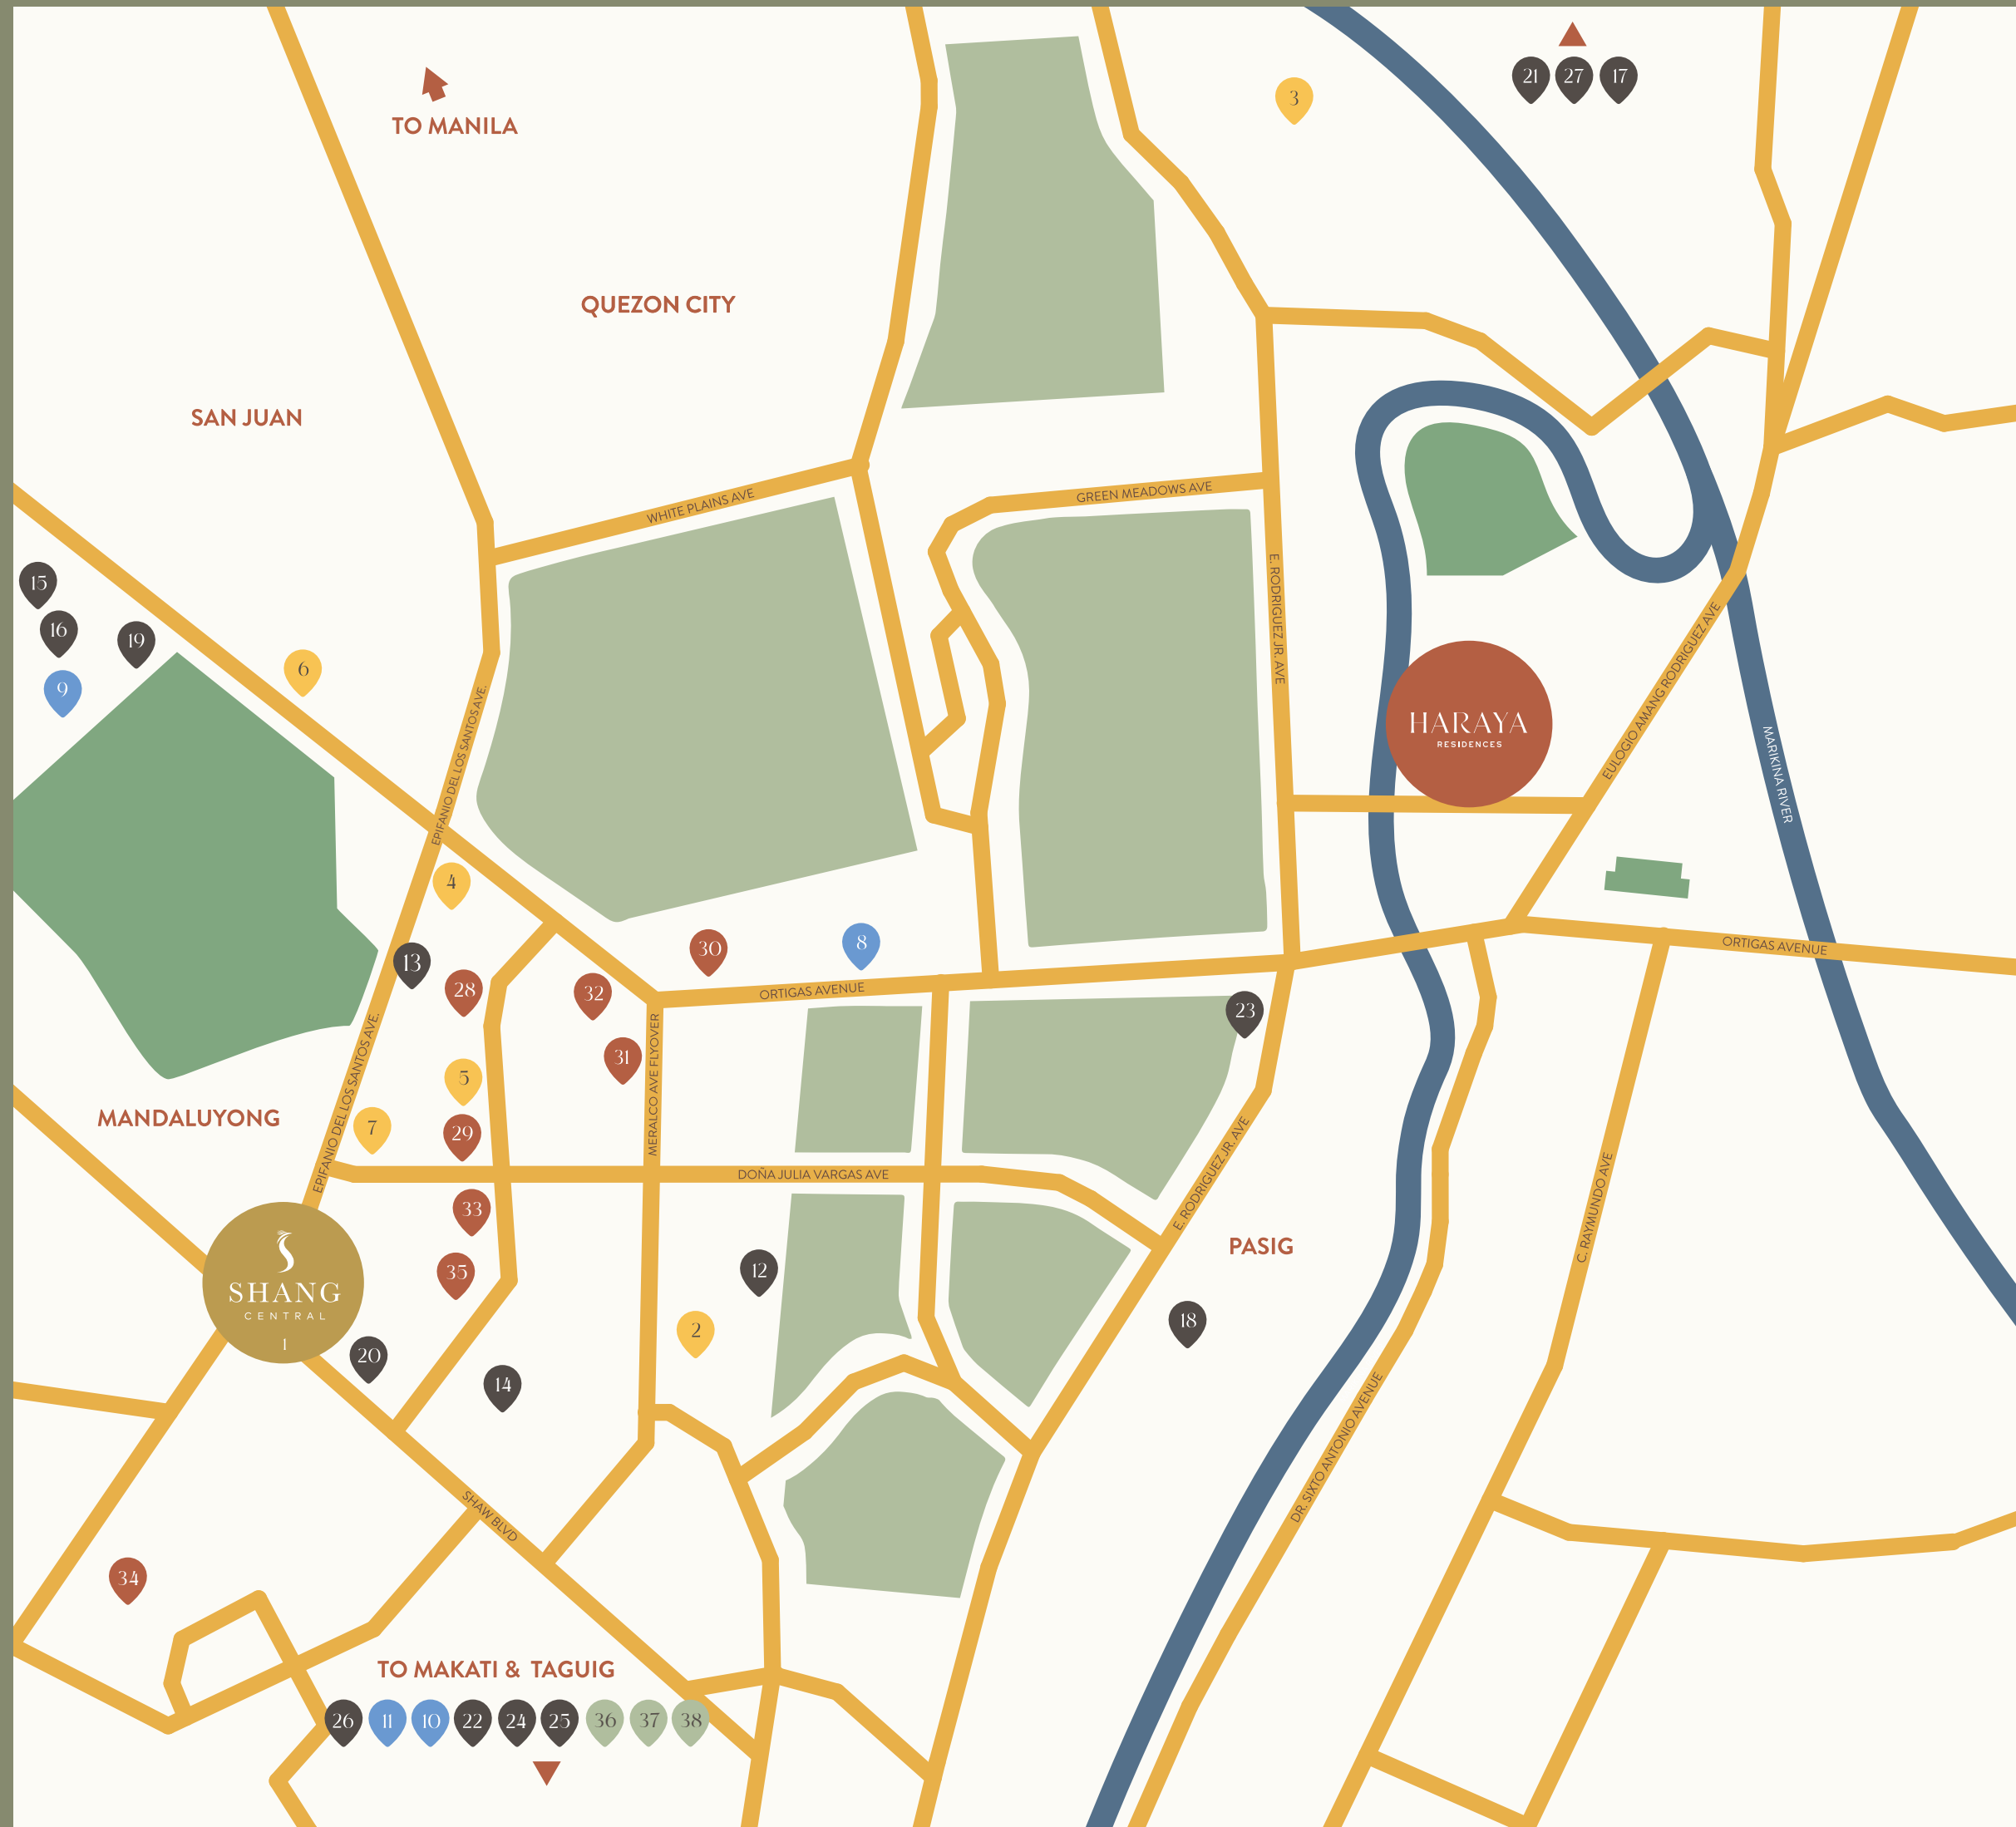 21 27 17
3
TO MANILA
QUEZON CITY
SAN JUAN
WHITE PLAINS AVE
GREEN MEADOWS AVE
E. RODRIGUEZ JR. AVE
15
16
19
6
9
EPIFANIO DEL LOS SANTOS AVE.
HARAYA
RESIDENCES
EULOGIO AMANG RODRIGUEZ AVE
MARIKINA RIVER
4
13
28
32
30
8
ORTIGAS AVENUE
ORTIGAS AVENUE
23
31
5
7
29
MANDALUYONG
EPIFANIO DEL LOS SANTOS AVE.
MERALCO AVE FLYOVER
DOÑA JULIA VARGAS AVE
E. RODRIGUEZ JR. AVE
C. RAYMUNDO AVE
33
35
12
PASIG
SHANG
CENTRAL
1
20
14
2
18
DR. SIXTO ANTONIO AVENUE
SHAW BLVD
34
TO MAKATI & TAGUIG
26 11 10 22 24 25 36 37 38